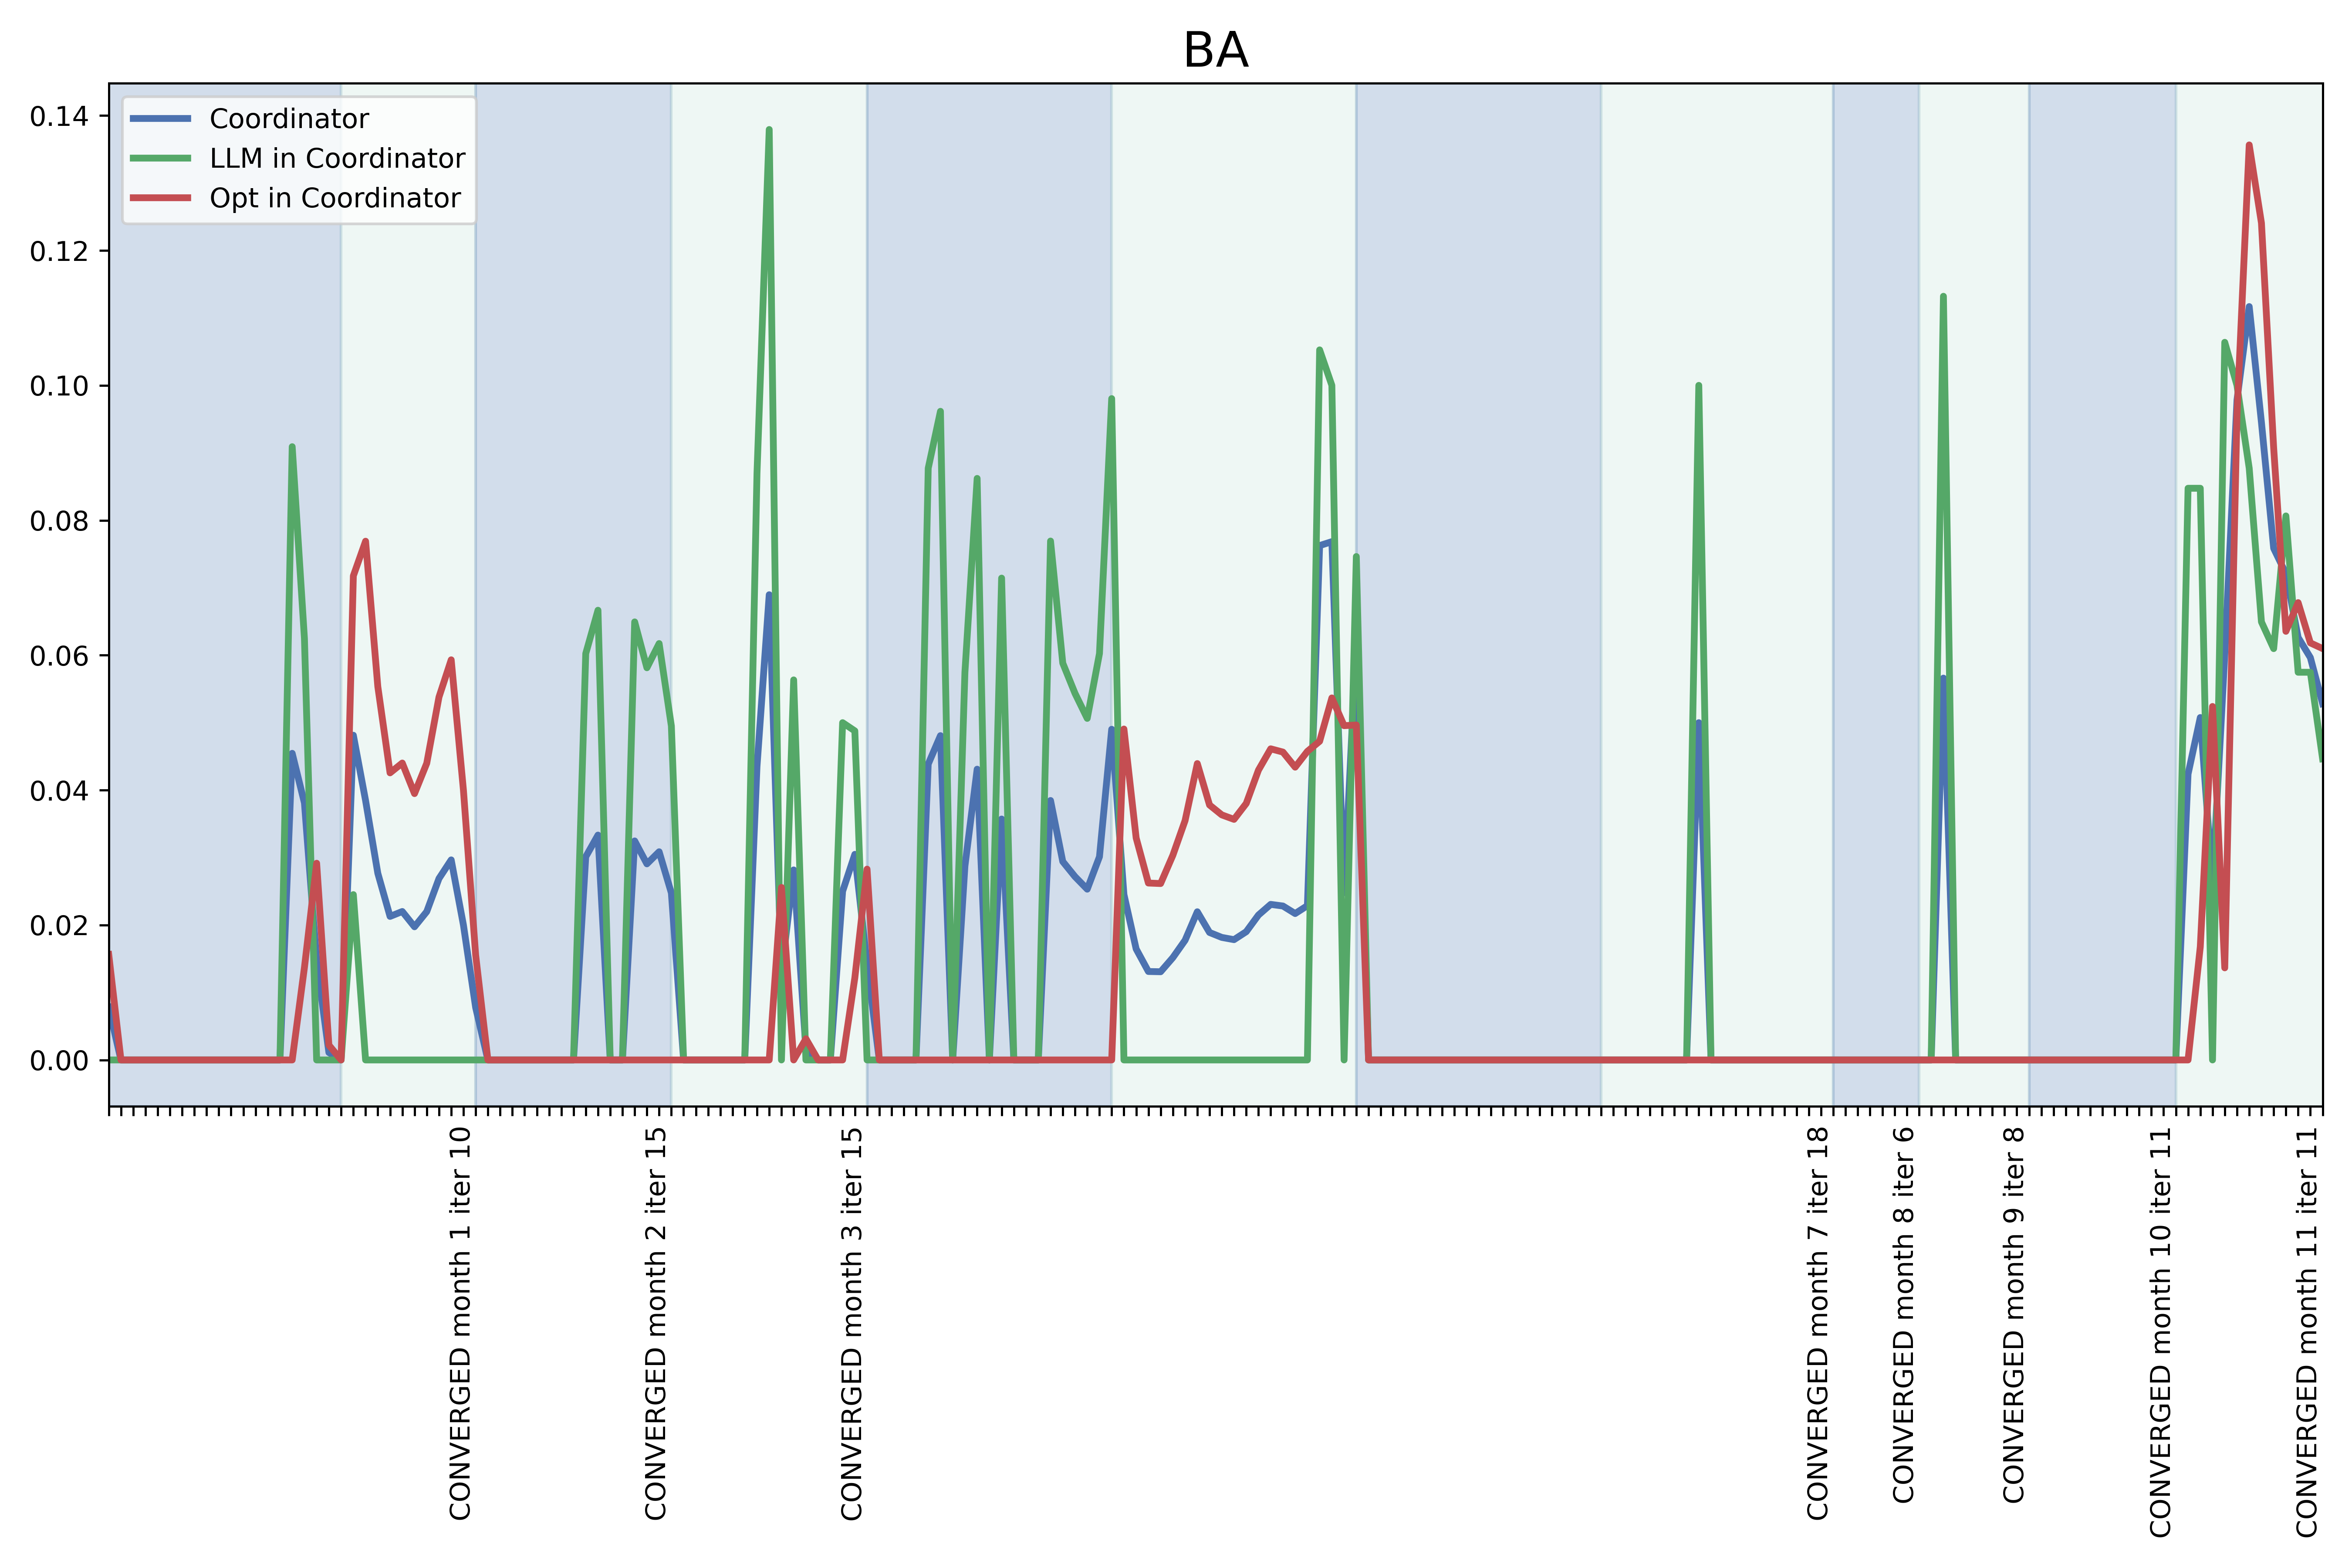 BA
0.14
0.12
0.10
0.08
0.06
0.04
0.02
0.00
Coordinator
LLM in Coordinator
Opt in Coordinator
CONVERGED month 1 iter 10
CONVERGED month 2 iter 15
CONVERGED month 3 iter 15
CONVERGED month 7 iter 18
CONVERGED month 8 iter 6
CONVERGED month 9 iter 8
CONVERGED month 10 iter 11
CONVERGED month 11 iter 11